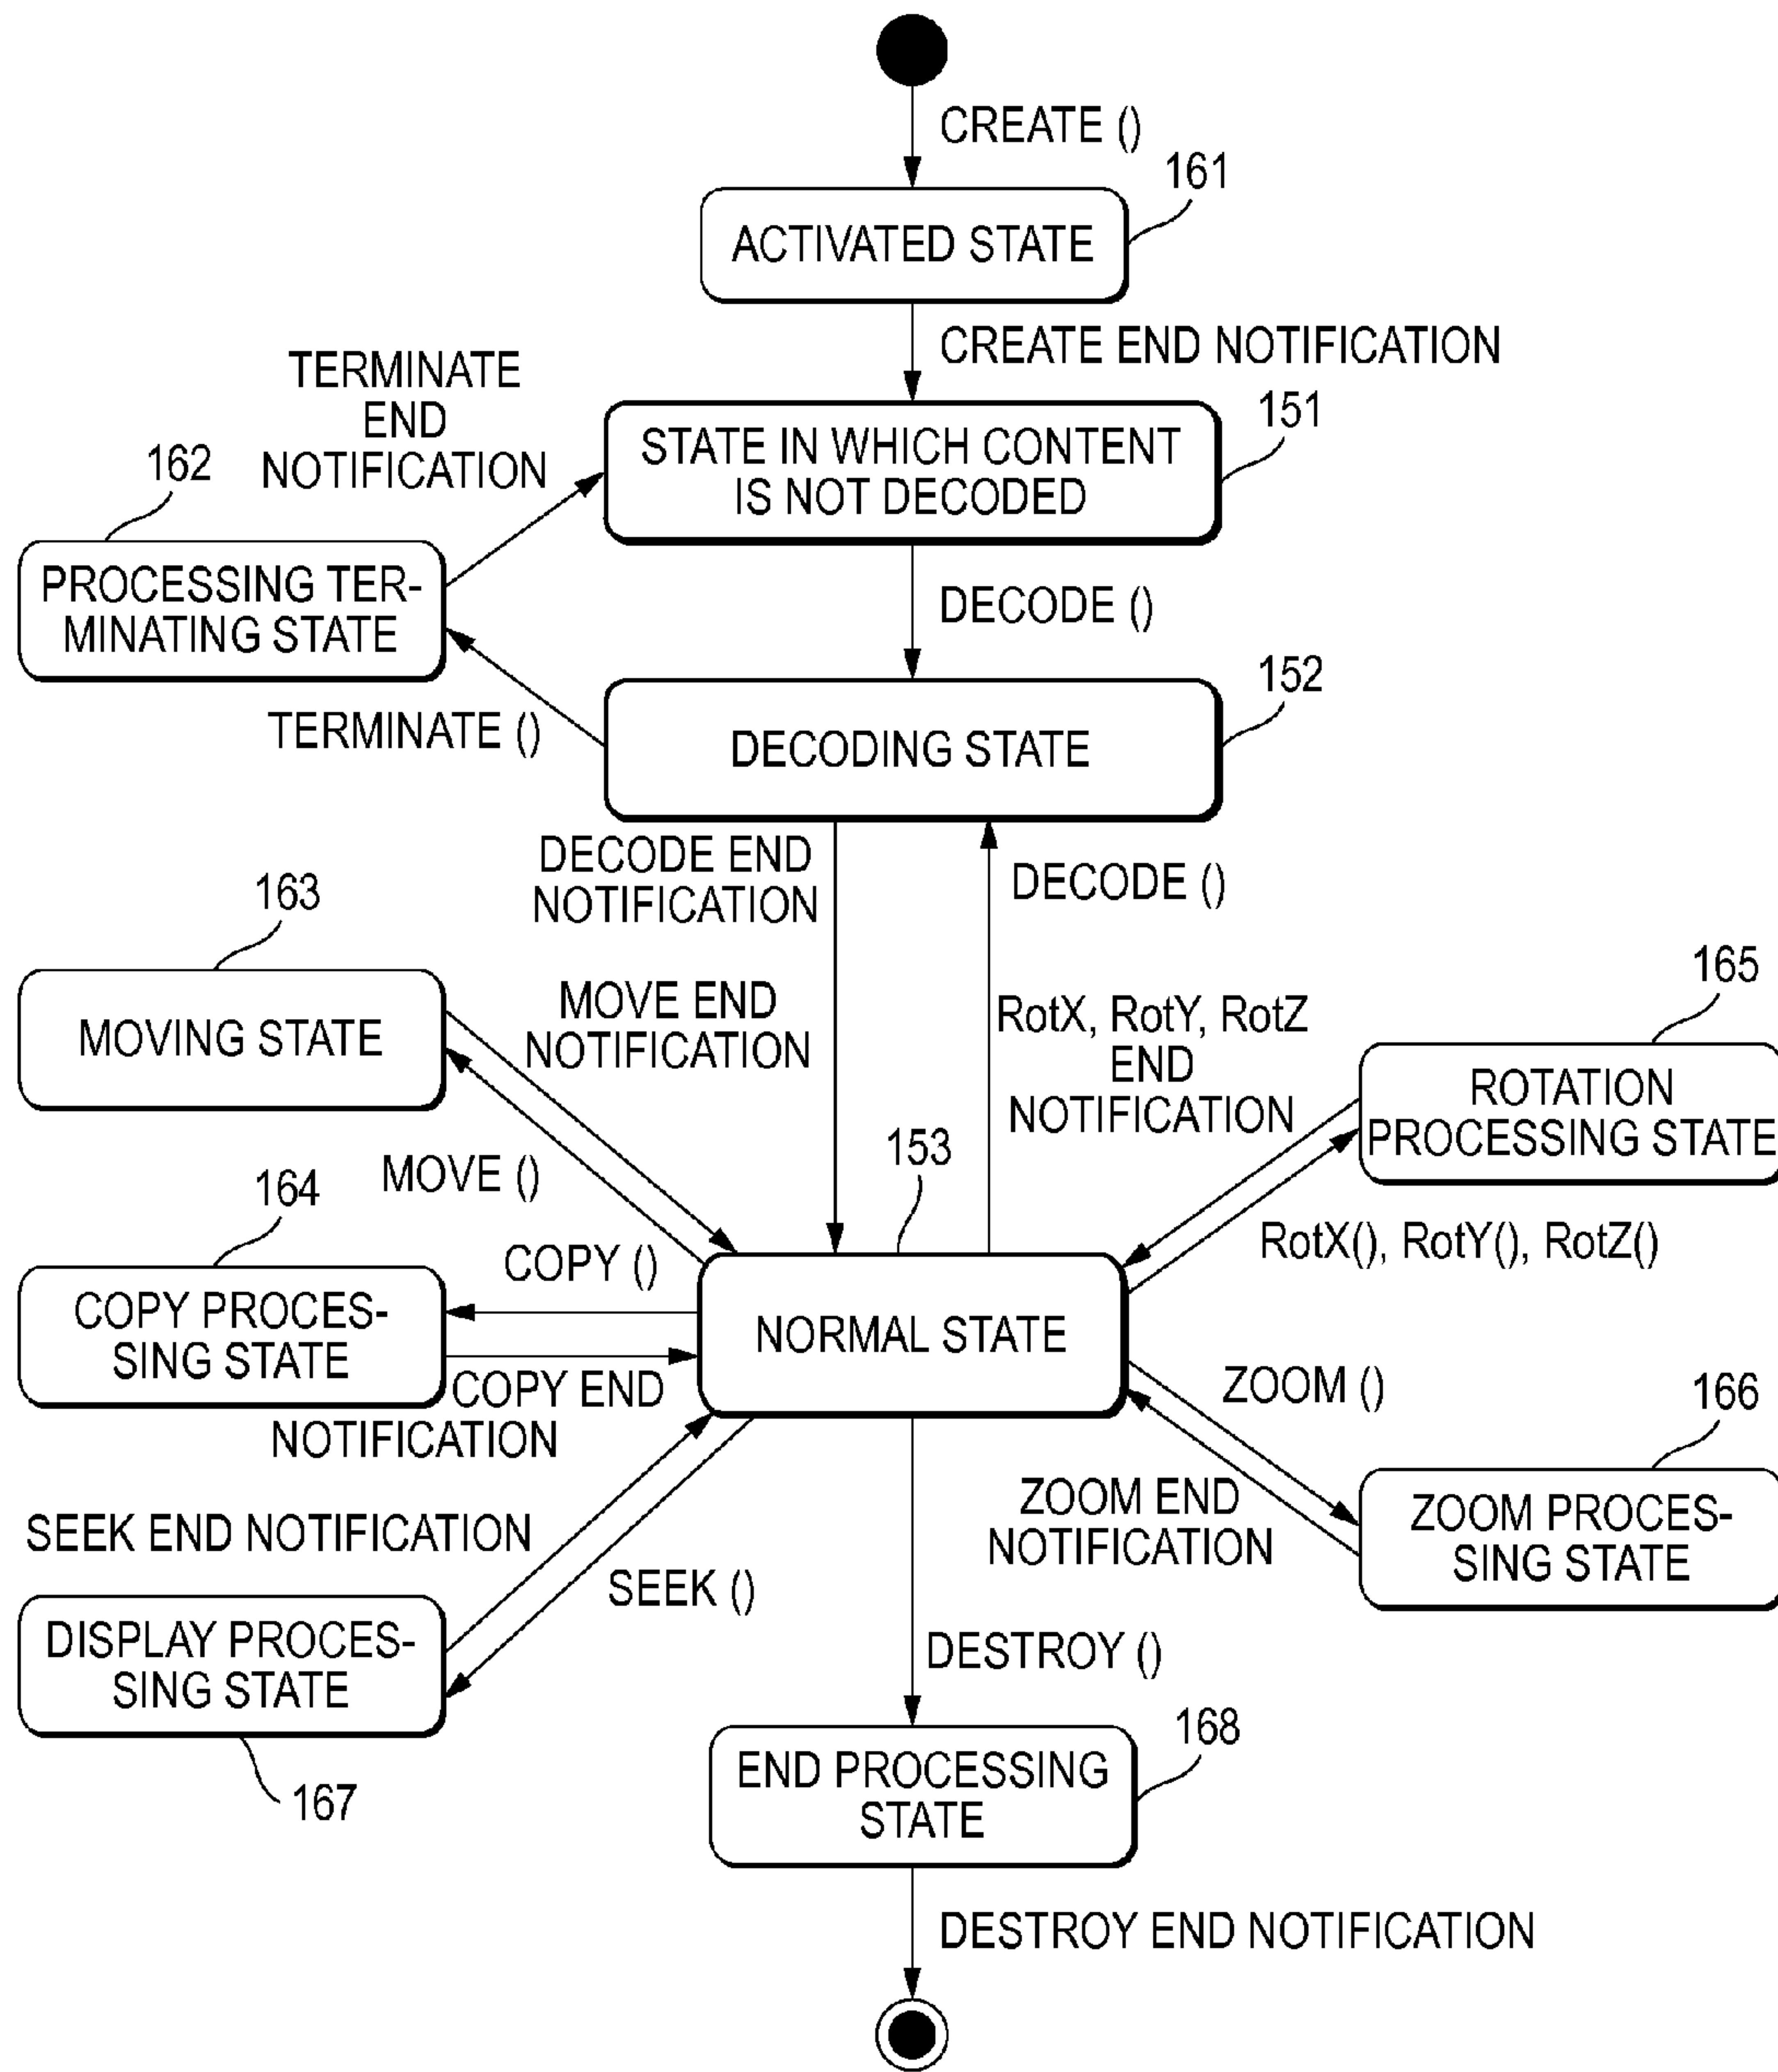 CREATE ()
161
ACTIVATED STATE
CREATE END NOTIFICATION
TERMINATE
END
NOTIFICATION
151
STATE IN WHICH CONTENT
IS NOT DECODED
162
PROCESSING TER-
MINATING STATE
DECODE ()
TERMINATE ()
152
DECODING STATE
DECODE END
NOTIFICATION
DECODE ()
163
MOVING STATE
MOVE END
NOTIFICATION
RotX, RotY, RotZ
END
NOTIFICATION
165
ROTATION
PROCESSING STATE
MOVE ()
153
164
COPY ()
RotX(), RotY(), RotZ()
COPY PROCES-
SING STATE
NORMAL STATE
COPY END
NOTIFICATION
ZOOM ()
166
ZOOM END
NOTIFICATION
ZOOM PROCES-
SING STATE
SEEK END NOTIFICATION
SEEK ()
DISPLAY PROCES-
SING STATE
167
DESTROY ()
168
END PROCESSING
STATE
DESTROY END NOTIFICATION